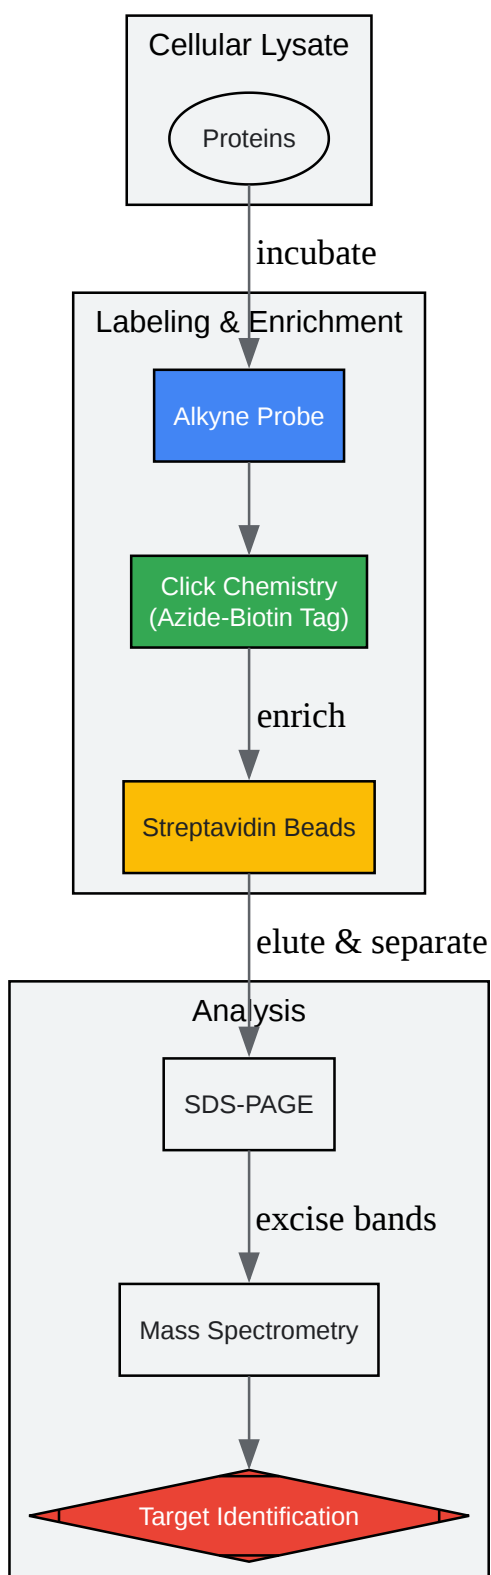 Cellular Lysate
Proteins
incubate
Labeling & Enrichment
Alkyne Probe
Click Chemistry
(Azide-Biotin Tag)
enrich
Streptavidin Beads
elute & separate
Analysis
SDS-PAGE
excise bands
Mass Spectrometry
Target Identification